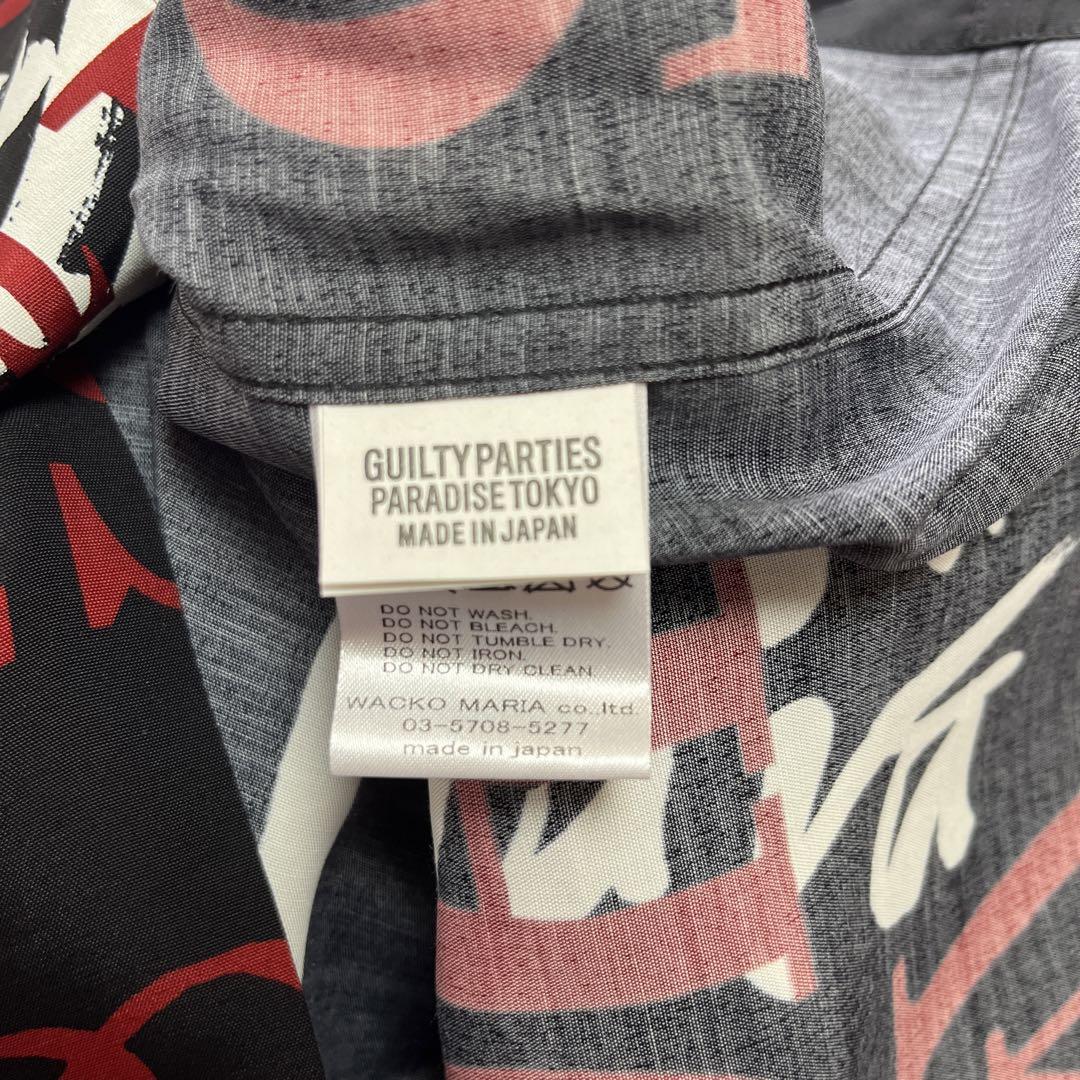 GUILTY PARTIES
PARADISE TOKYO
MADE IN JAPAN
DO NOT WASH.
DO NOT BLEACH.
DO NOT TUMBLE DRY.
DO NOT IRON.
DO NOT DRY CLEAN
WACKO MARIA co.,ltd.
03-5708-5277
made in japan